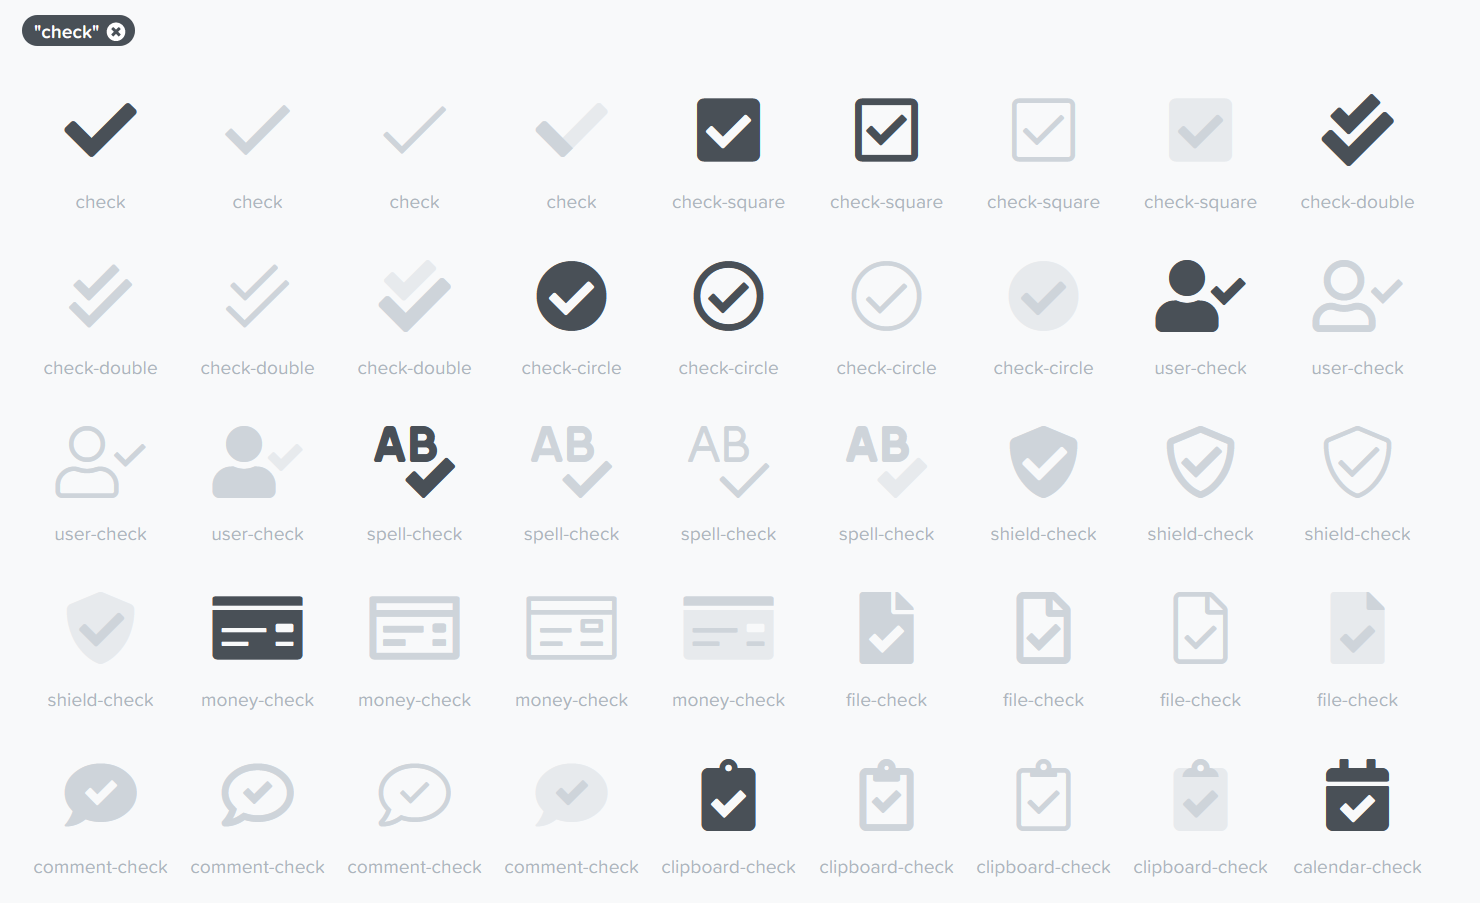 "check"
check check check check check-square check-square check-square check-square check-double
check-double check-double check-double check-circle check-circle check-circle check-circle user-check user-check
AB AB AB AB
user-check user-check spell-check spell-check spell-check spell-check shield-check shield-check shield-check
shield-check money-check money-check money-check money-check file-check file-check file-check file-check
comment-check comment-check comment-check comment-check clipboard-check clipboard-check clipboard-check clipboard-check calendar-check